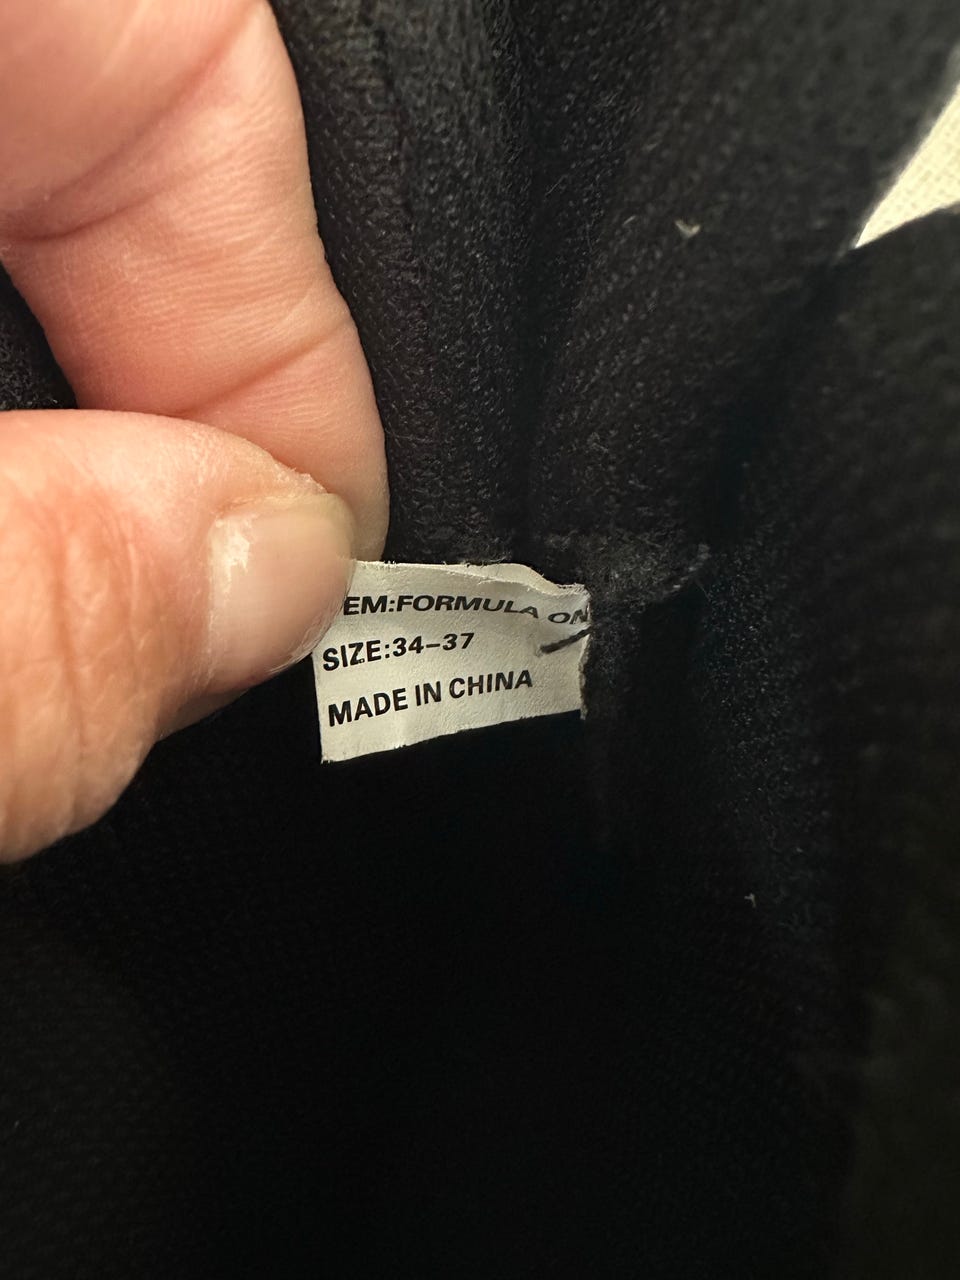 EM:FORMULA ON
SIZE:34-37
MADE IN CHINA